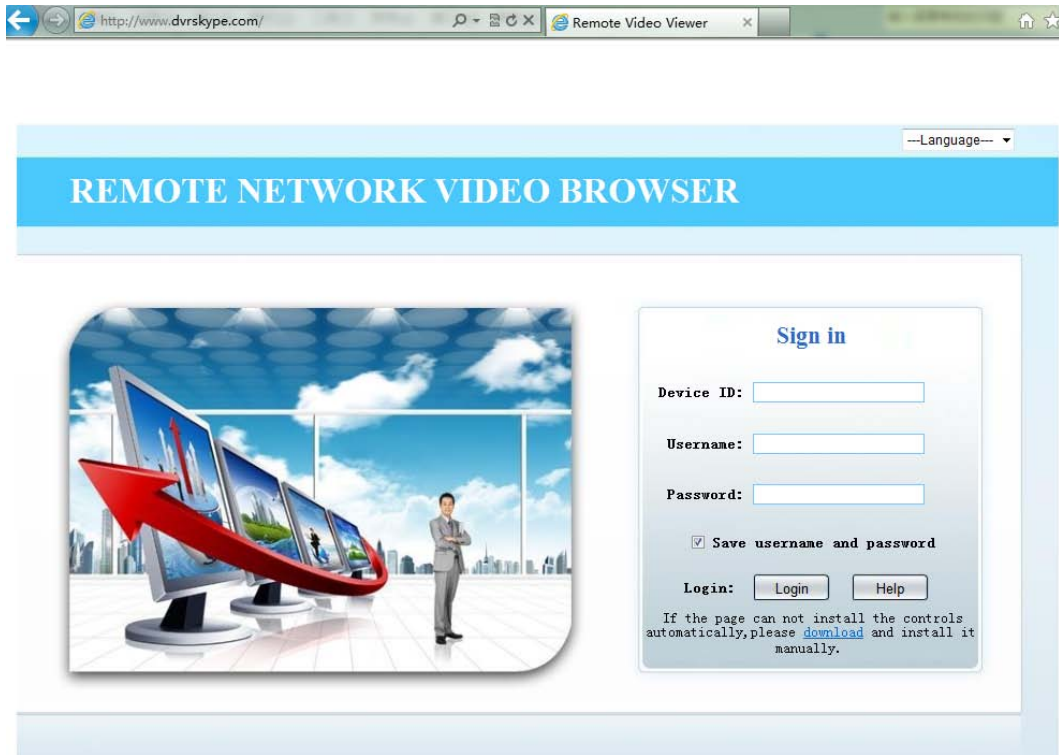 http://www.dvrskype.com/
Remote Video Viewer
---Language---
REMOTE NETWORK VIDEO BROWSER
Sign in
Device ID:
Username:
Password:
Save username and password
Login: Login Help
If the page can not install the controls
automatically,please download and install it
manually.